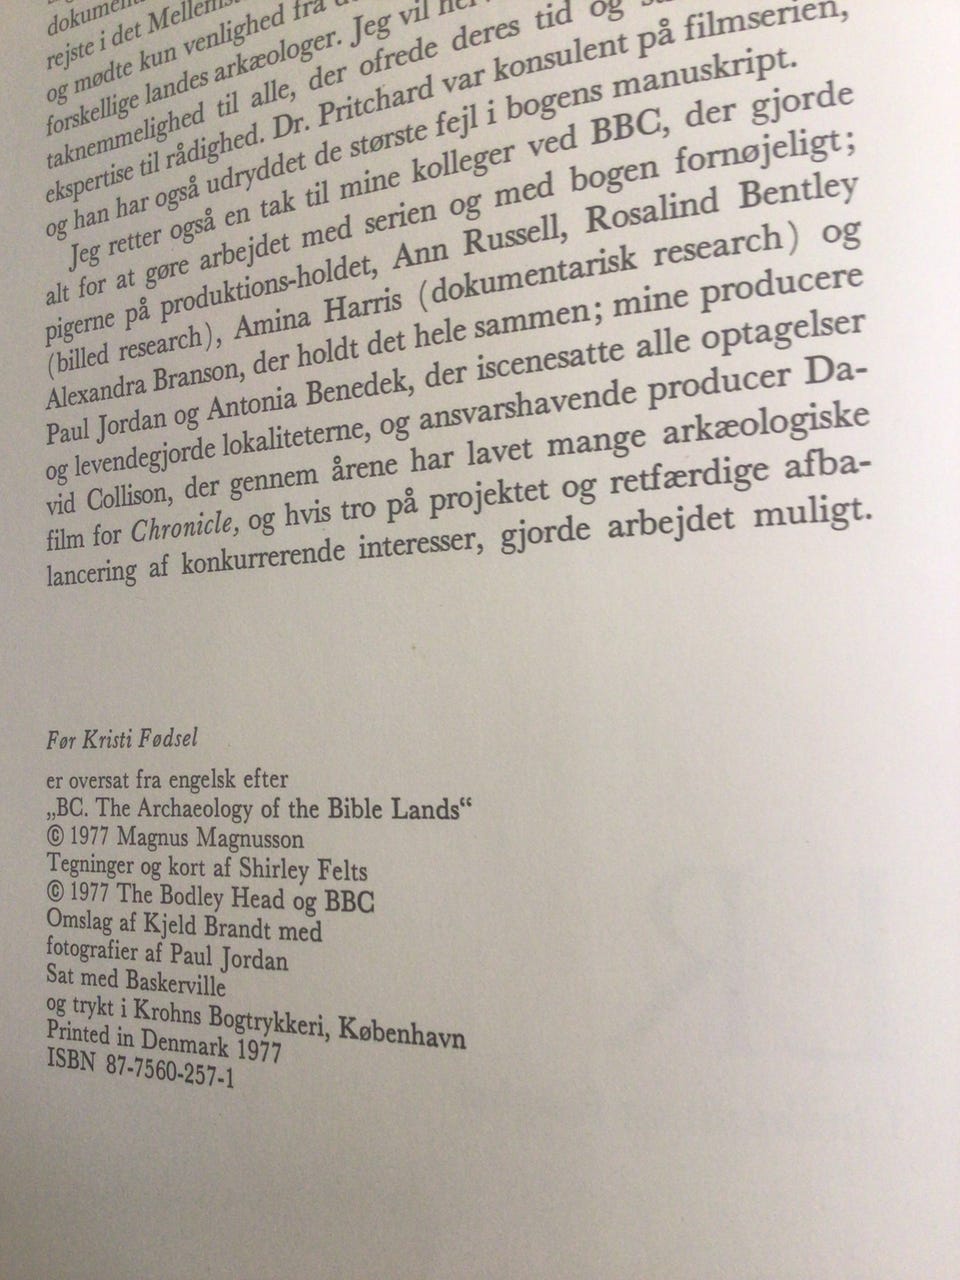 rejste i det
og mødte kun venlighed fra
forskellige landes arkæologer. Jeg vil
taknemmelighed til alle, der ofrede deres tid og
ekspertise til rådighed. Dr. Pritchard var konsulent på filmserien,
og han har også udryddet de største fejl i bogens manuskript.
Jeg retter også en tak til mine kolleger ved BBC, der gjorde
alt for at gøre arbejdet med serien og med bogen fornøjeligt;
pigerne på produktions-holdet, Ann Russell, Rosalind Bentley
(billed research), Amina Harris (dokumentarisk research) og
Alexandra Branson, der holdt det hele sammen; mine producere
Paul Jordan og Antonia Benedek, der iscenesatte alle optagelser
og levendegjorde lokaliteterne, og ansvarshavende producer Da-
vid Collison, der gennem årene har lavet mange arkæologiske
film for Chronicle, og hvis tro på projektet og retfærdige afba-
lancering af konkurrerende interesser, gjorde arbejdet muligt.
Før Kristi Fødsel
er oversat fra engelsk efter
„BC. The Archaeology of the Bible Lands“
© 1977 Magnus Magnusson
Tegninger og kort af Shirley Felts
© 1977 The Bodley Head og BBC
Omslag af Kjeld Brandt med
fotografier af Paul Jordan
Sat med Baskerville
og trykt i Krohns Bogtrykkeri, København
Printed in Denmark 1977
ISBN 87-7560-257-1